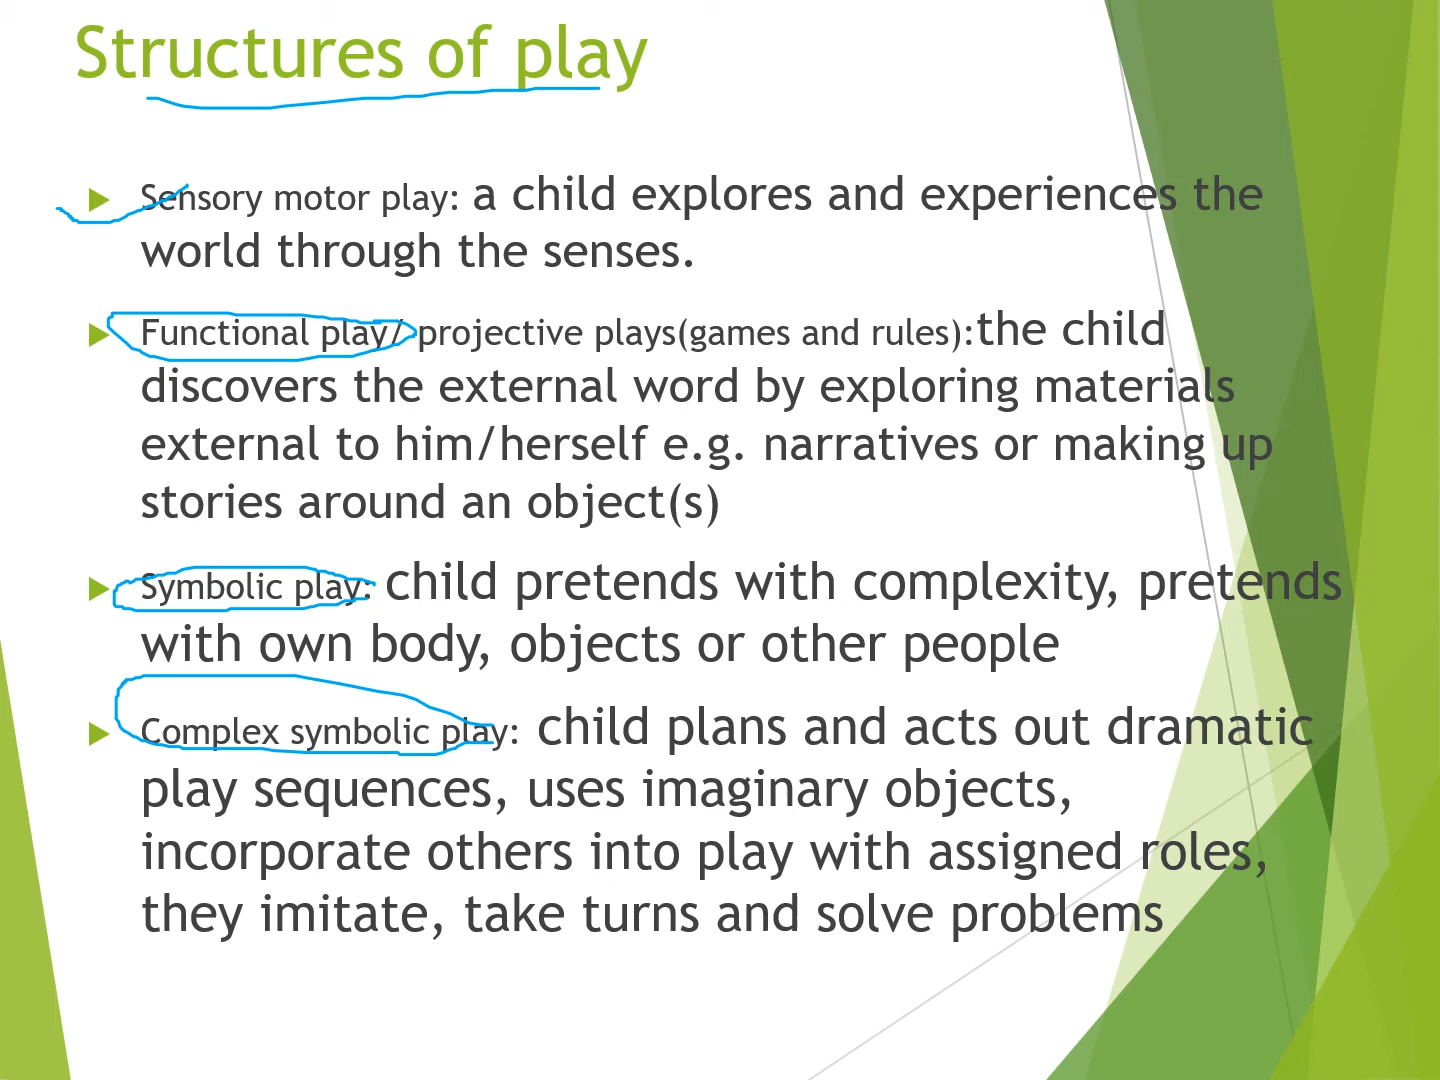 Structures of play
Sensory motor play: a child explores and experiences the
world through the senses.
Functional play/ projective plays(games and rules):the child
discovers the external word by exploring materials
external to him/herself e.g. narratives or making up
stories around an object(s)
Symbolic play: child pretends with complexity, pretends
with own body, objects or other people
Complex symbolic play: child plans and acts out dramatic
play sequences, uses imaginary objects,
incorporate others into play with assigned roles,
they imitate, take turns and solve problems